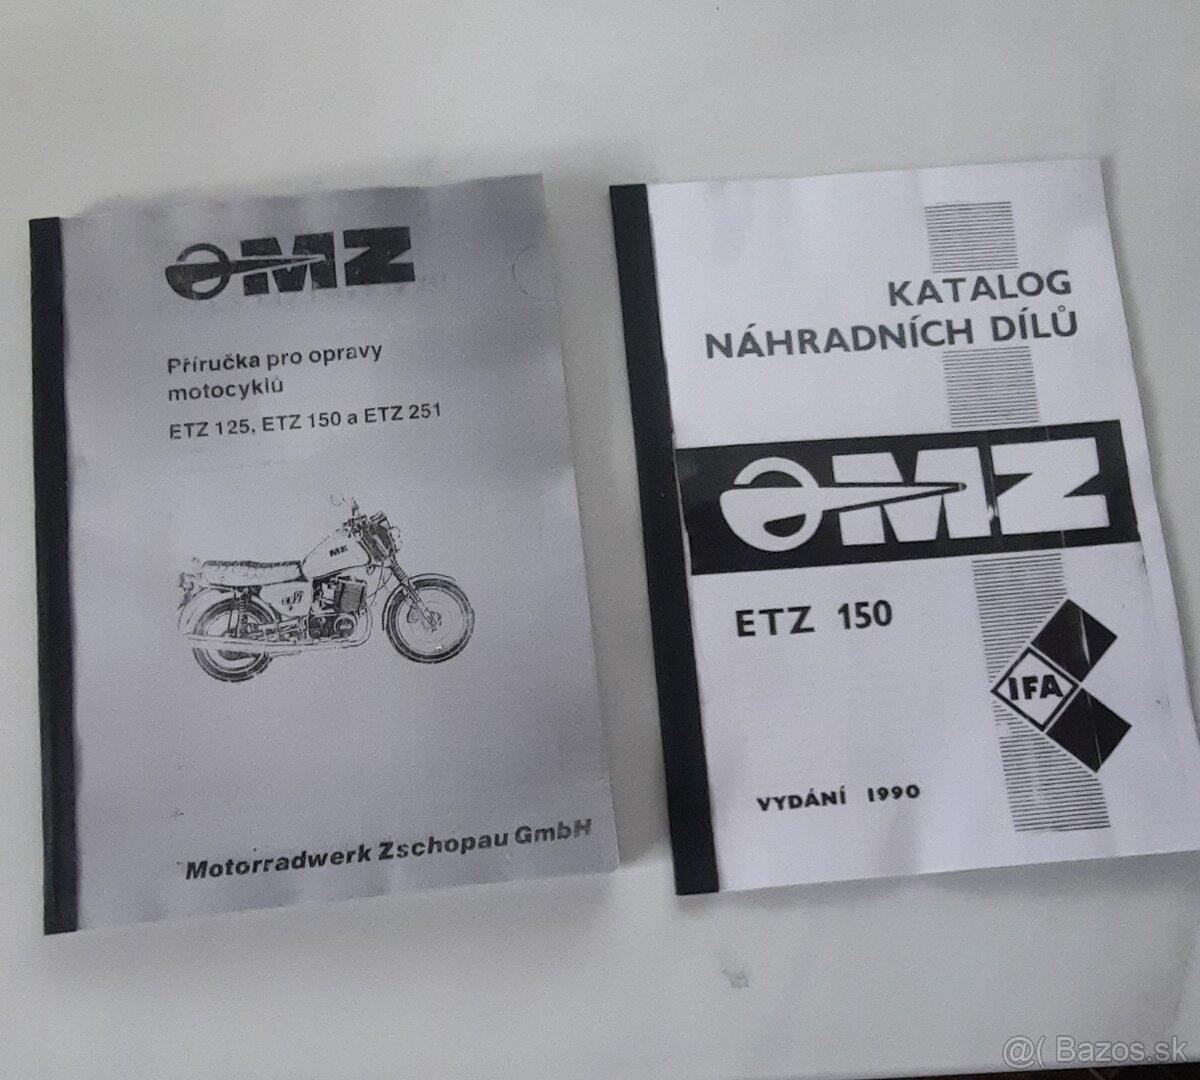 MZ
Příručka pro opravy
motocyklů
ETZ 125, ETZ 150 a ETZ 251
MZ
Motorradwerk Zschopau GmbH
KATALOG
NÁHRADNÍCH DÍLŮ
MZ
ETZ 150
IFA
VYDÁNÍ 1990
@( Bazos.sk